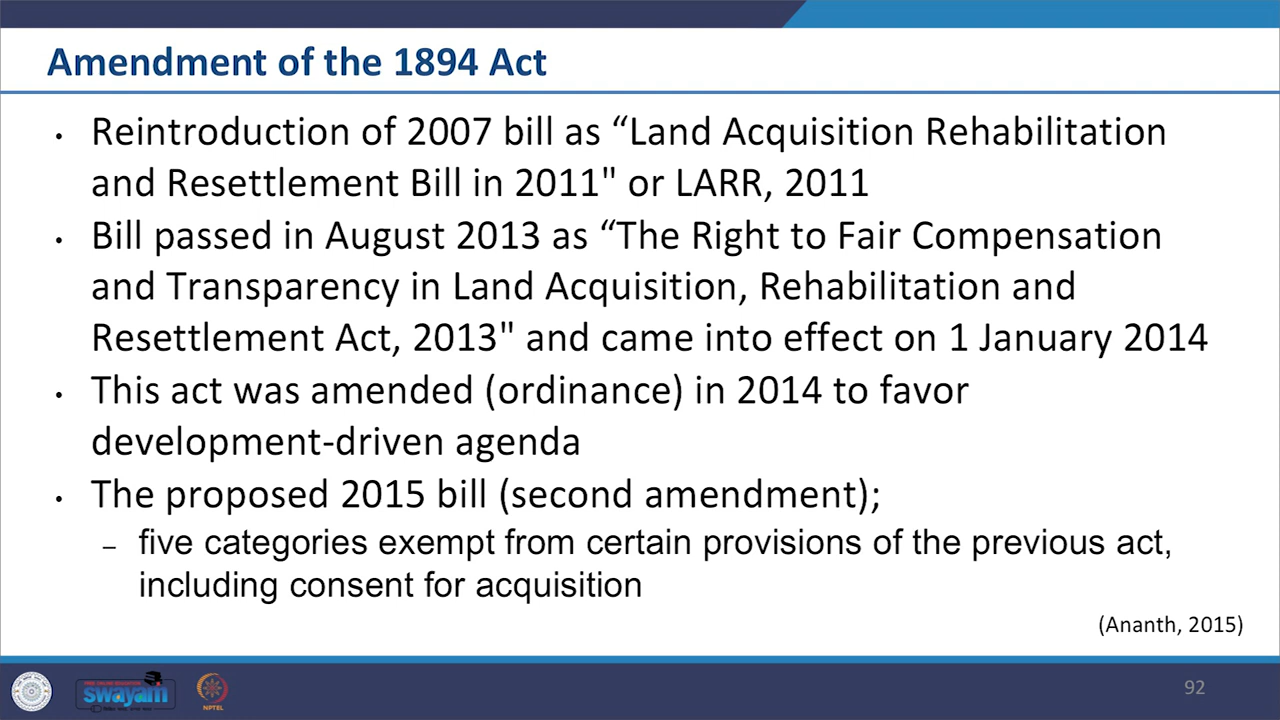 Amendment of the 1894 Act
• Reintroduction of 2007 bill as “Land Acquisition Rehabilitation
and Resettlement Bill in 2011" or LARR, 2011
• Bill passed in August 2013 as “The Right to Fair Compensation
and Transparency in Land Acquisition, Rehabilitation and
Resettlement Act, 2013" and came into effect on 1 January 2014
• This act was amended (ordinance) in 2014 to favor
development-driven agenda
• The proposed 2015 bill (second amendment);
– five categories exempt from certain provisions of the previous act,
including consent for acquisition
(Ananth, 2015)
swayam
NPTEL
92